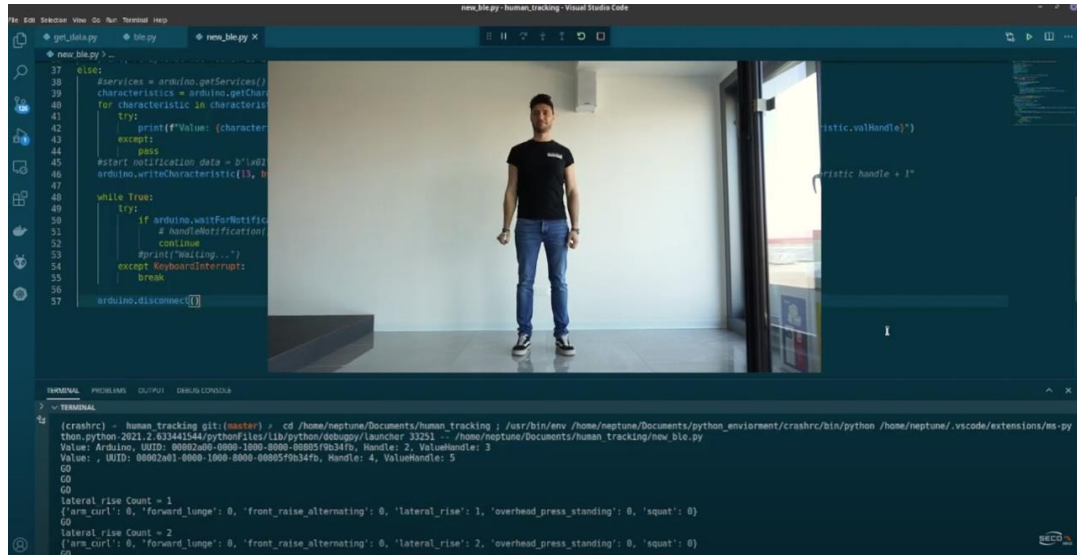 new_ble.py - human_tracking - Visual Studio Code
File Edit Selection View Go Run Terminal Help
get_data.py ble.py new_ble.py ×
new_ble.py > ...
37 else:
38 #services = arduino.getServices()
39 characteristics = arduino.getChara
40 for characteristic in characterist
41 try:
42 print(f"Value: {character ristic.valHandle}")
43 except:
44 pass
45 #start notification data = b'\x01\
46 arduino.writeCharacteristic(13, b eristic handle + 1"
47
48 while True:
49 try:
50 if arduino.waitForNotifica
51 # handleNotification(
52 continue
53 #print("Waiting...")
54 except KeyboardInterrupt:
55 break
56
57 arduino.disconnect()
TERMINAL PROBLEMS OUTPUT DEBUG CONSOLE
TERMINAL
(crashrc) - human_tracking git:(master) cd /home/neptune/Documents/human_tracking ; /usr/bin/env /home/neptune/Documents/python_enviorment/crashrc/bin/python /home/neptune/.vscode/extensions/ms-py
thon.python-2021.2.633441544/pythonFiles/lib/python/debugpy/launcher 33251 -- /home/neptune/Documents/human_tracking/new_ble.py
Value: Arduino, UUID: 00002a00-0000-1000-8000-00805f9b34fb, Handle: 2, ValueHandle: 3
Value: , UUID: 00002a01-0000-1000-8000-00805f9b34fb, Handle: 4, ValueHandle: 5
GO
GO
GO
lateral_rise Count = 1
{'arm_curl': 0, 'forward_lunge': 0, 'front_raise_alternating': 0, 'lateral_rise': 1, 'overhead_press_standing': 0, 'squat': 0}
GO
lateral_rise Count = 2
{'arm_curl': 0, 'forward_lunge': 0, 'front_raise_alternating': 0, 'lateral_rise': 2, 'overhead_press_standing': 0, 'squat': 0}
GO
SECO